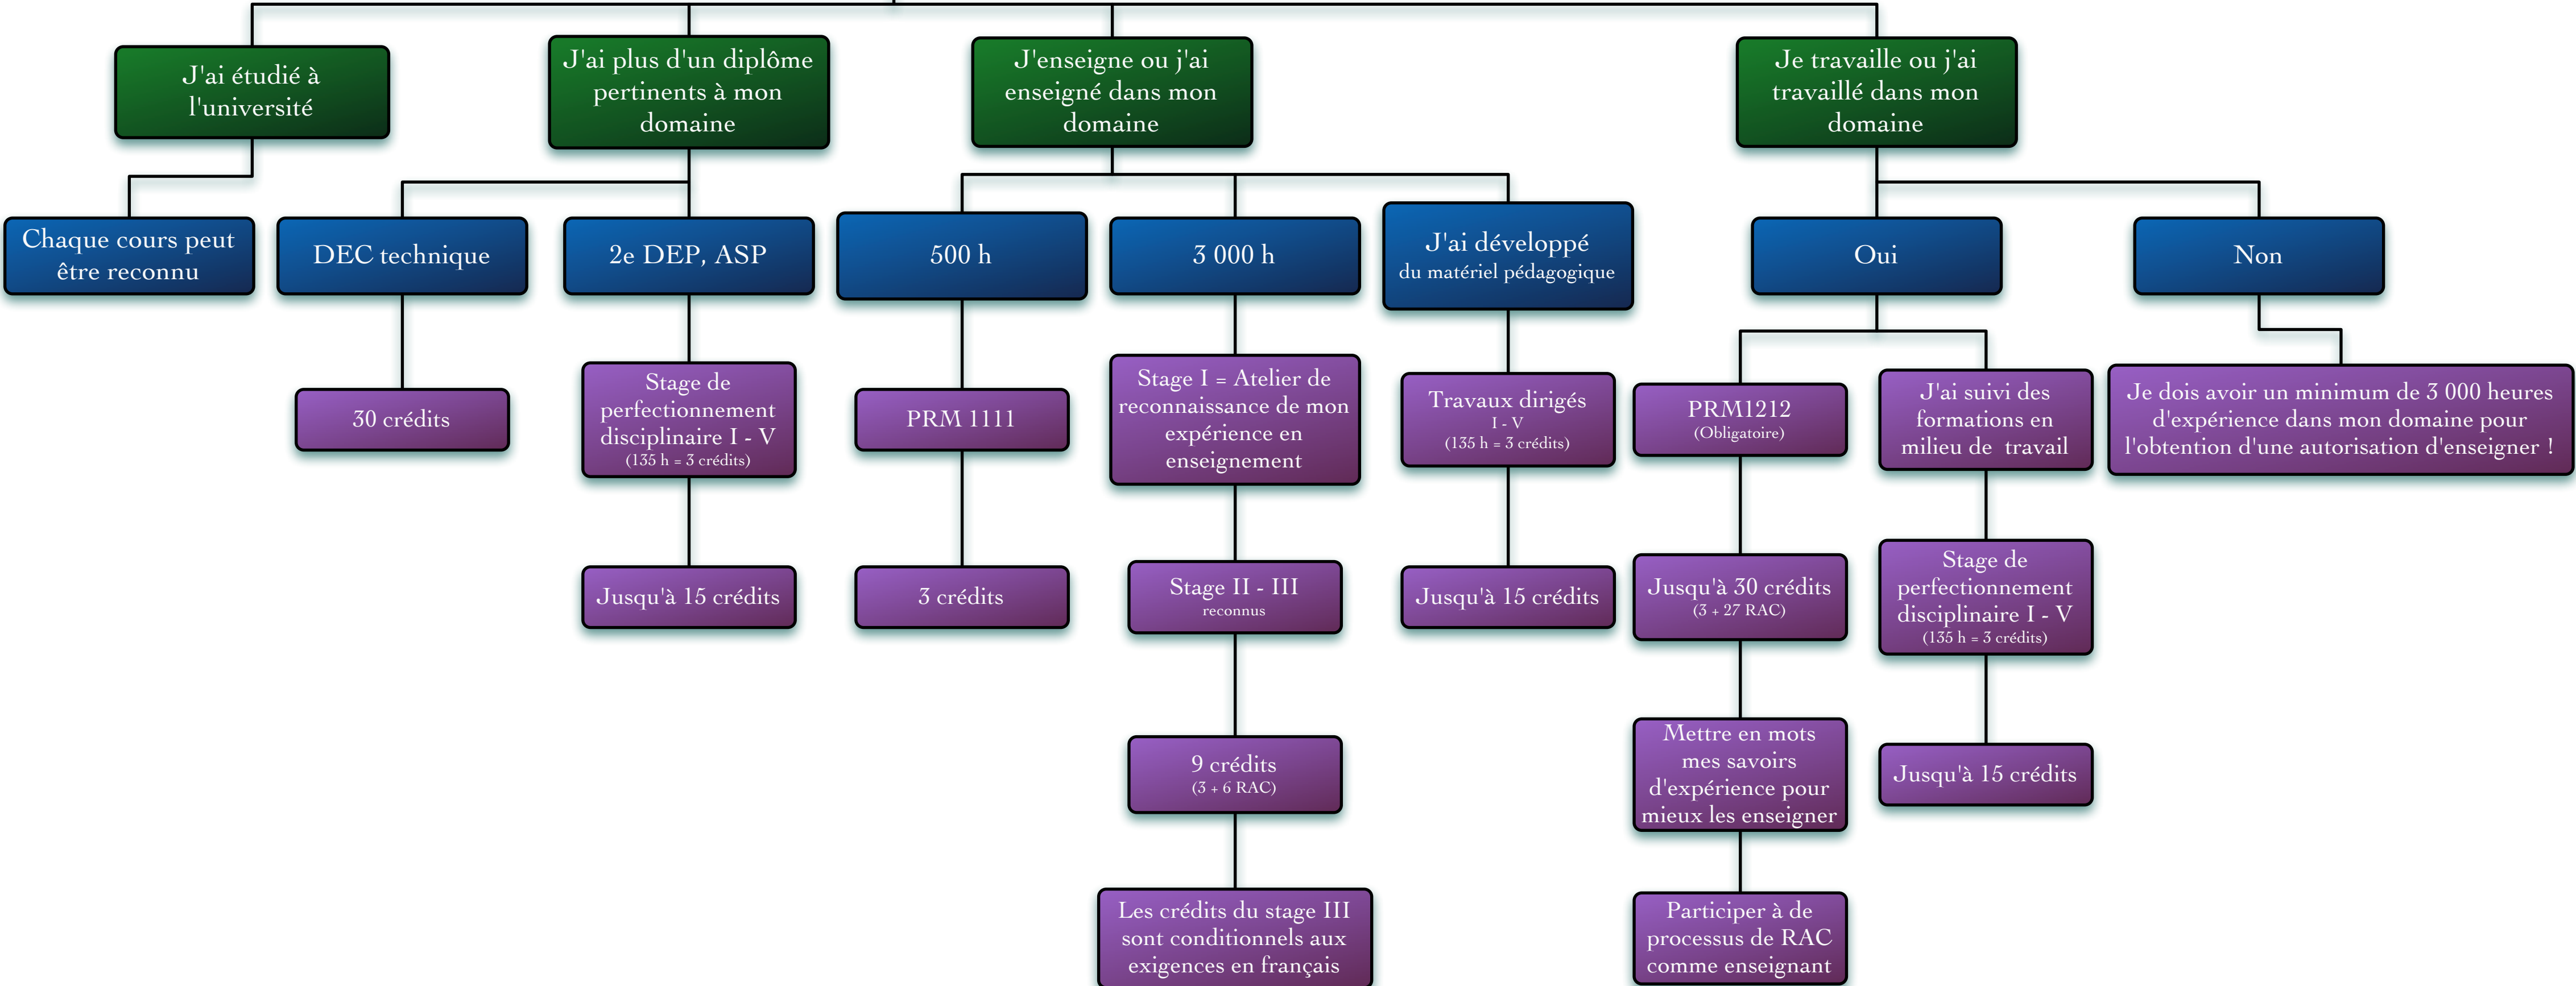 J'ai étudié à
l'université
J'ai plus d'un diplôme
pertinents à mon
domaine
J'enseigne ou j'ai
enseigné dans mon
domaine
Je travaille ou j'ai
travaillé dans mon
domaine
Chaque cours peut
être reconnu
DEC technique
2e DEP, ASP
500 h
3 000 h
J'ai développé
du matériel pédagogique
Oui
Non
30 crédits
Stage de
perfectionnement
disciplinaire I - V
(135 h = 3 crédits)
PRM 1111
Stage I = Atelier de
reconnaissance de mon
expérience en
enseignement
Travaux dirigés
I - V
(135 h = 3 crédits)
PRM1212
(Obligatoire)
J'ai suivi des
formations en
milieu de  travail
Je dois avoir un minimum de 3 000 heures
d'expérience dans mon domaine pour
l'obtention d'une autorisation d'enseigner !
Jusqu'à 15 crédits
3 crédits
Stage II - III
reconnus
Jusqu'à 15 crédits
Jusqu'à 30 crédits
(3 + 27 RAC)
Stage de
perfectionnement
disciplinaire I - V
(135 h = 3 crédits)
9 crédits
(3 + 6 RAC)
Mettre en mots
mes savoirs
d'expérience pour
mieux les enseigner
Jusqu'à 15 crédits
Les crédits du stage III
sont conditionnels aux
exigences en français
Participer à de
processus de RAC
comme enseignant